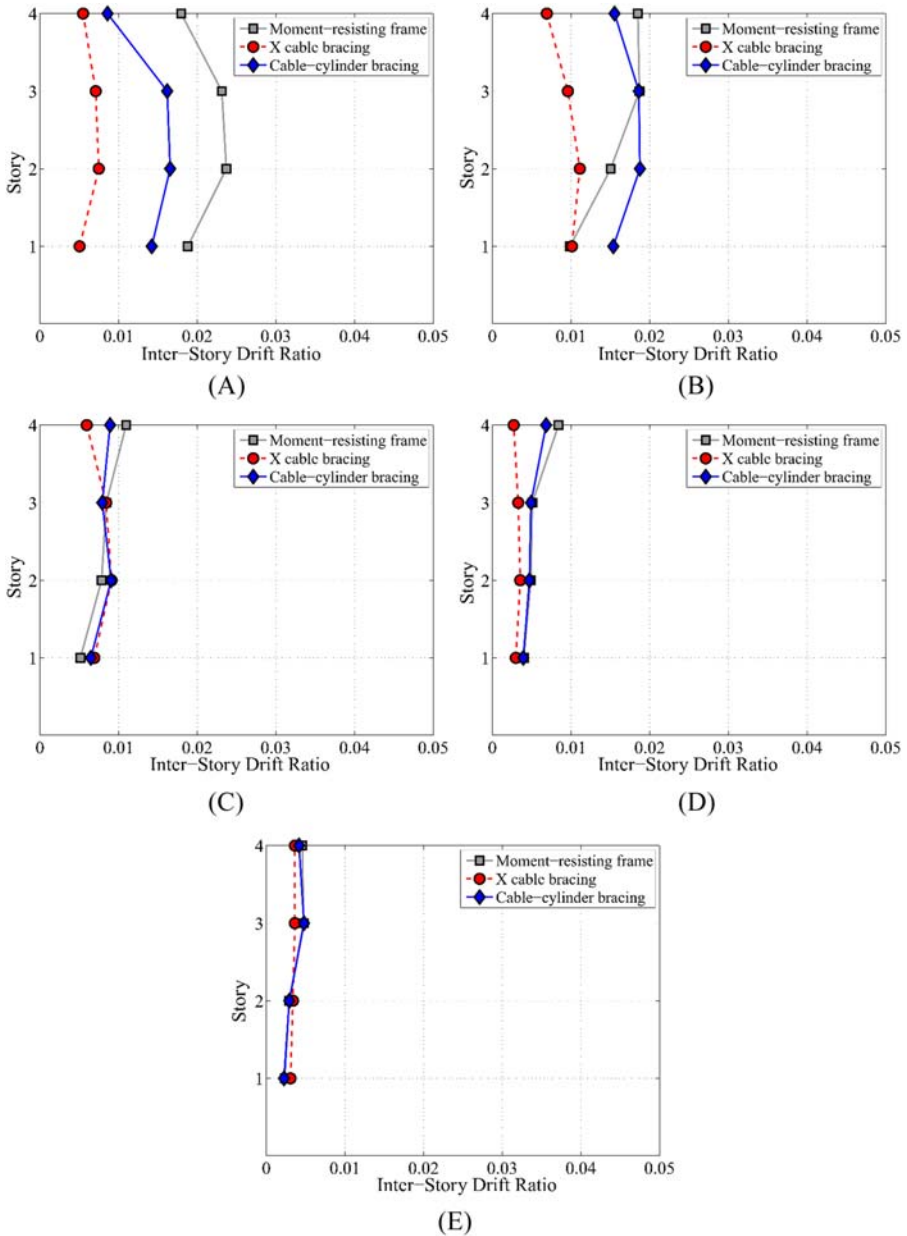 4
3
2
1
Story
Moment−resisting frame
X cablc bracing
Cable−cylinder bracing
0 0.01 0.02 0.03 0.04 0.05
Inter−Story Drift Ratio
(A)
4
3
2
1
Story
Moment−resisting frame
X cablc bracing
Cable−cylinder bracing
0 0.01 0.02 0.03 0.04 0.05
Inter−Story Drift Ratio
(B)
4
3
2
1
Story
Moment−resisting frame
X cablc bracing
Cable−cylinder bracing
0 0.01 0.02 0.03 0.04 0.05
Inter−Story Drift Ratio
(C)
4
3
2
1
Story
Moment−resisting frame
X cablc bracing
Cable−cylinder bracing
0 0.01 0.02 0.03 0.04 0.05
Inter−Story Drift Ratio
(D)
4
3
2
1
Story
Moment−resisting frame
X cablc bracing
Cable−cylinder bracing
0 0.01 0.02 0.03 0.04 0.05
Inter−Story Drift Ratio
(E)